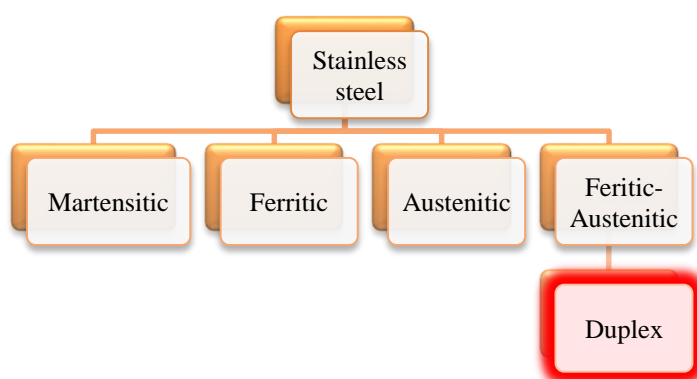 Stainless
steel
Martensitic
Ferritic
Austenitic
Feritic-
Austenitic
Duplex